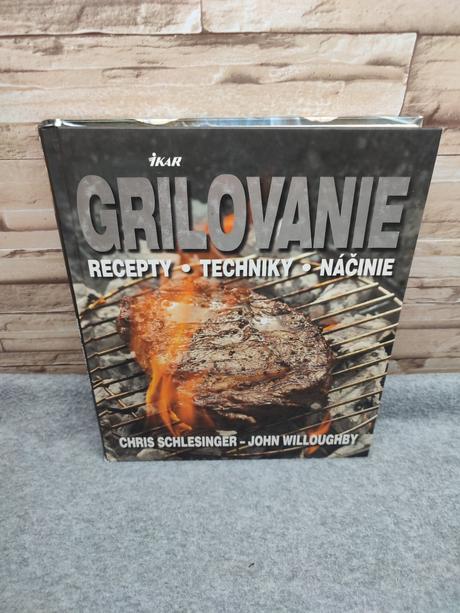 iKAR
GRILOVANIE
RECEPTY • TECHNIKY • NÁČINIE
CHRIS SCHLESINGER – JOHN WILLOUGHBY